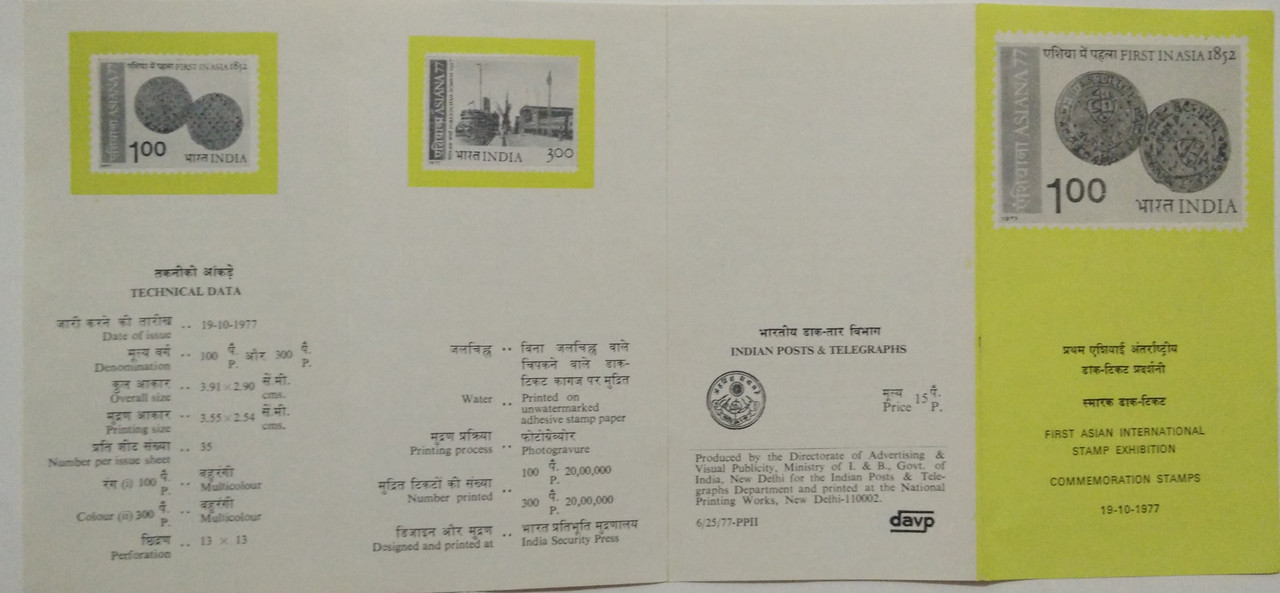 एशिया में पहला FIRST IN ASIA 1852
एशियाना ASIANA 77
1.00
भारत INDIA
एशियाना ASIANA 77
भारत INDIA
3.00
तकनीकी आंकड़े
TECHNICAL DATA
जारी करने की तारीख .. 19-10-1977
Date of issue
मूल्य वर्ग .. 100 पै. और 300 पै.
Denomination P. P.
कुल आकार .. 3.91 × 2.90 सें.मी.
Overall size cms.
मुद्रण आकार .. 3.55 × 2.54 सें.मी.
Printing size cms.
प्रति शीट संख्या .. 35
Number per issue sheet
रंग (i) 100 पै. .. बहुरंगी
P. Multicolour
Colour (ii) 300 पै. .. बहुरंगी
P. Multicolour
छिद्रण .. 13 × 13
Perforation
जलचिह्न .. बिना जलचिह्न वाले
चिपकने वाले डाक-
टिकट कागज पर मुद्रित
Water .. Printed on
unwatermarked
adhesive stamp paper
मुद्रण प्रक्रिया .. फोटोग्रेव्योर
Printing process Photogravure
100 पै. 20,00,000
P.
मुद्रित टिकटों की संख्या ..
Number printed
300 पै. 20,00,000
P.
डिजाइन और मुद्रण .. भारत प्रतिभूति मुद्रणालय
Designed and printed at India Security Press
भारतीय डाक-तार विभाग
INDIAN POSTS & TELEGRAPHS
मूल्य 15 पै.
Price P.
Produced by the Directorate of Advertising &
Visual Publicity, Ministry of I. & B., Govt. of
India, New Delhi for the Indian Posts & Tele-
graphs Department and printed at the National
Printing Works, New Delhi-110002.
6/25/77-PPII
davp
एशिया में पहला FIRST IN ASIA 1852
एशियाना ASIANA 77
1.00
भारत INDIA
1977
प्रथम एशियाई अंतर्राष्ट्रीय
डाक-टिकट प्रदर्शनी
स्मारक डाक-टिकट
FIRST ASIAN INTERNATIONAL
STAMP EXHIBITION
COMMEMORATION STAMPS
19-10-1977